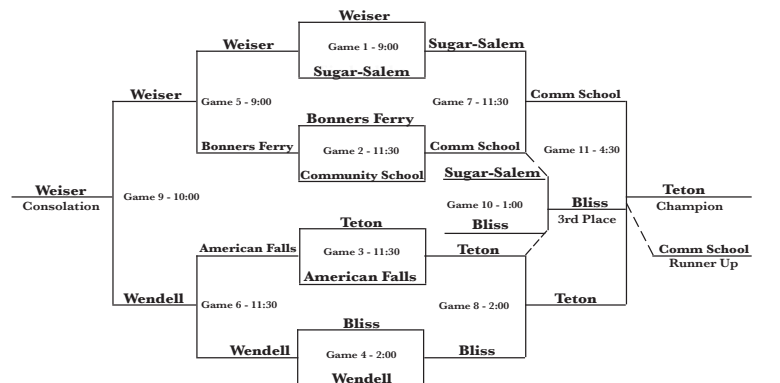 Weiser
Weiser
Game 1 - 9:00
Sugar-Salem
Sugar-Salem
Weiser
Game 5 - 9:00
Game 7 - 11:30
Comm School
Bonners Ferry
Bonners Ferry
Game 2 - 11:30
Comm School
Game 11 - 4:30
Community School
Sugar-Salem
Weiser
Consolation
Game 9 - 10:00
Game 10 - 1:00
Bliss
3rd Place
Teton
Champion
Teton
Bliss
American Falls
Game 3 - 11:30
Teton
Comm School
Runner Up
American Falls
Wendell
Game 6 - 11:30
Game 8 - 2:00
Teton
Bliss
Wendell
Game 4 - 2:00
Bliss
Wendell